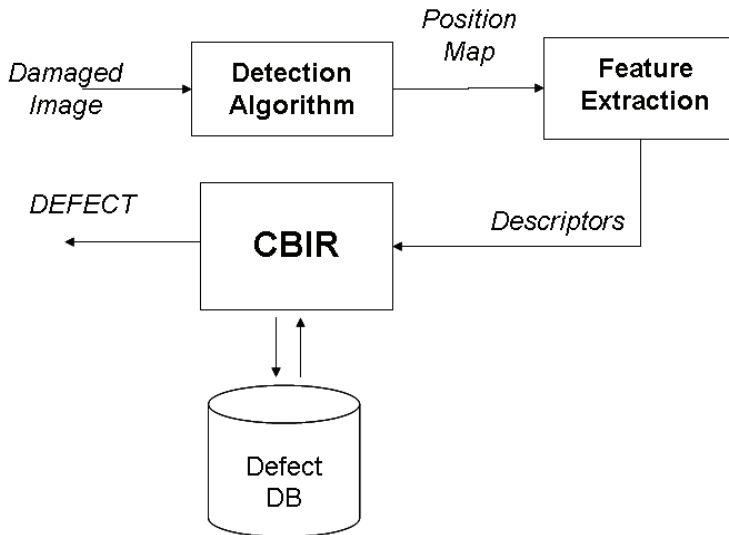 Damaged
Image
Detection
Algorithm
Position
Map
Feature
Extraction
DEFECT
CBIR
Descriptors
Defect
DB